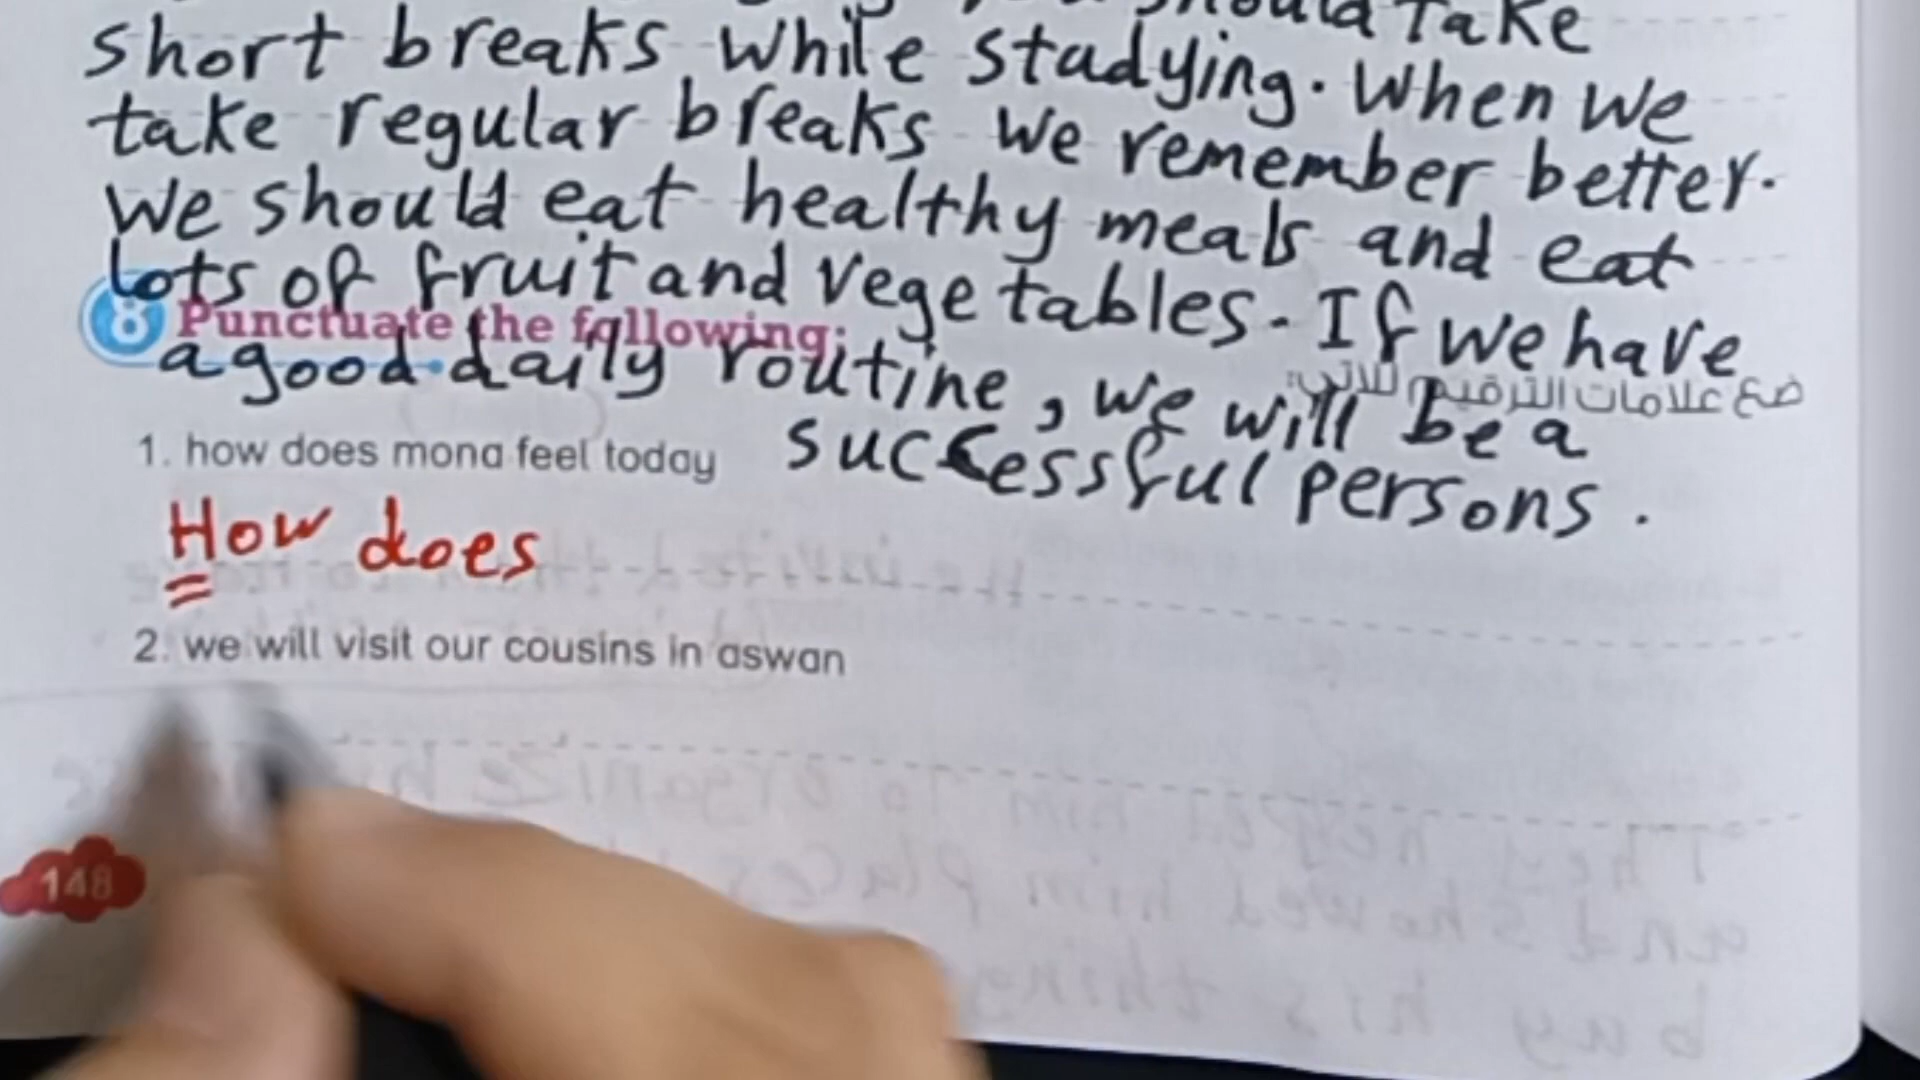 should take
short breaks while studying. When we
take regular breaks we remember better.
we should eat healthy meals and eat
lots of fruit and vegetables. If we have
8 Punctuate the following:
a good daily routine, we will be a
ضع علامات الترقيم للآتي:
successful persons.
1. how does mona feel today
How does
2. we will visit our cousins in aswan
148